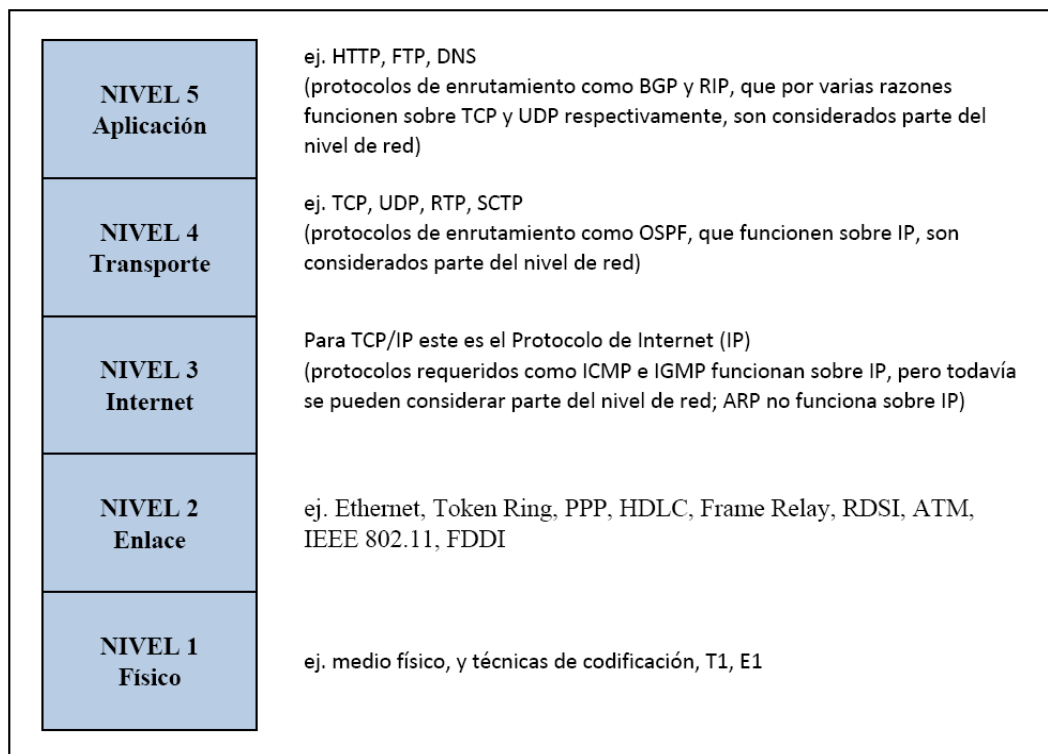 NIVEL 5
Aplicación
ej. HTTP, FTP, DNS
(protocolos de enrutamiento como BGP y RIP, que por varias razones
funcionen sobre TCP y UDP respectivamente, son considerados parte del
nivel de red)
NIVEL 4
Transporte
ej. TCP, UDP, RTP, SCTP
(protocolos de enrutamiento como OSPF, que funcionen sobre IP, son
considerados parte del nivel de red)
NIVEL 3
Internet
Para TCP/IP este es el Protocolo de Internet (IP)
(protocolos requeridos como ICMP e IGMP funcionan sobre IP, pero todavía
se pueden considerar parte del nivel de red; ARP no funciona sobre IP)
NIVEL 2
Enlace
ej. Ethernet, Token Ring, PPP, HDLC, Frame Relay, RDSI, ATM,
IEEE 802.11, FDDI
NIVEL 1
Físico
ej. medio físico, y técnicas de codificación, T1, E1